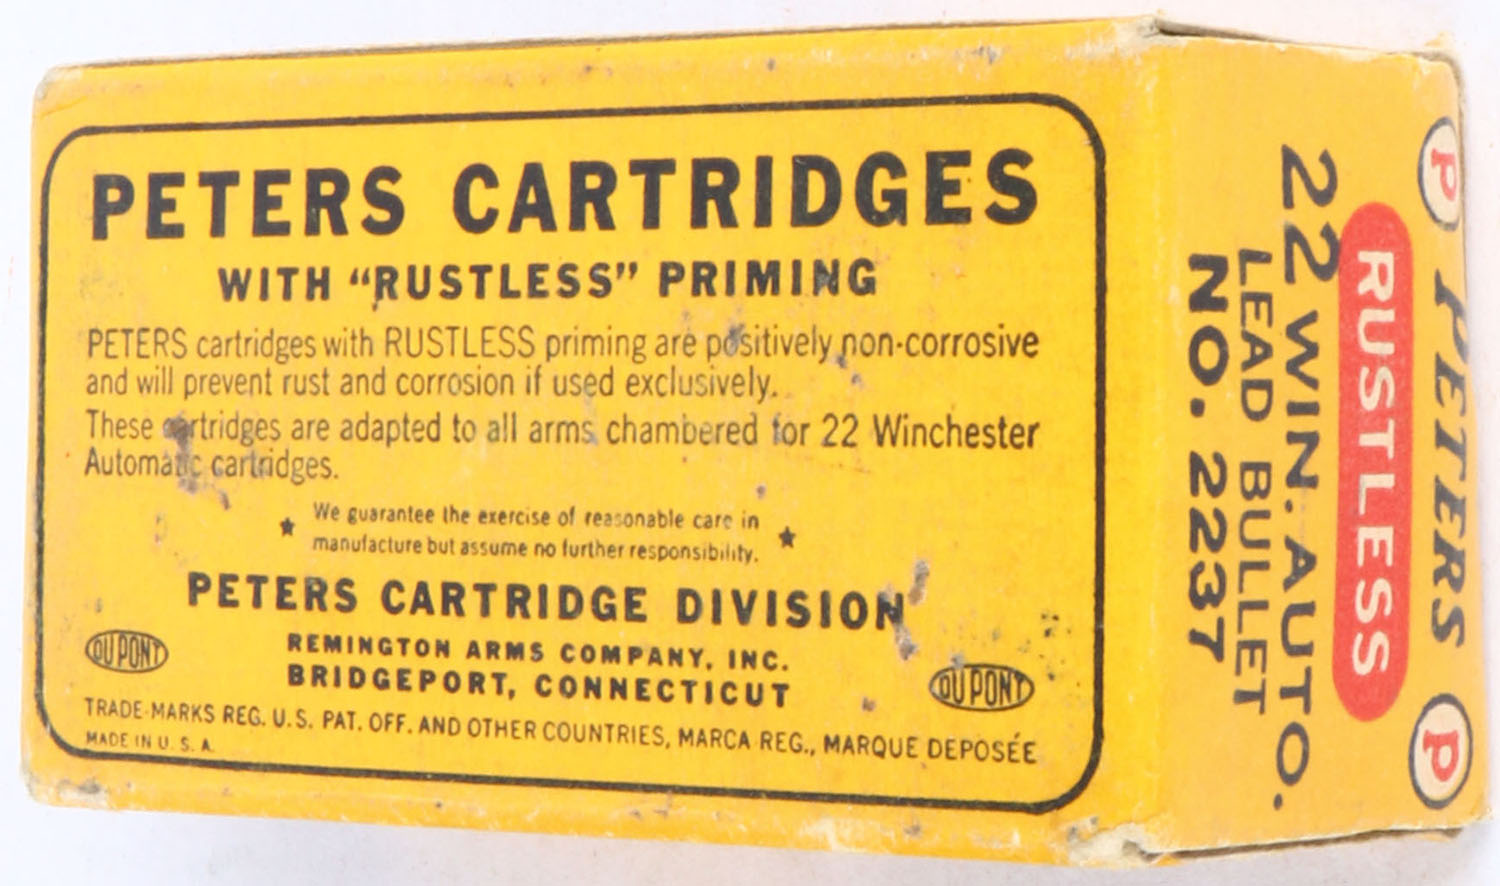 PETERS CARTRIDGES
WITH “RUSTLESS” PRIMING
PETERS cartridges with RUSTLESS priming are positively non-corrosive
and will prevent rust and corrosion if used exclusively.
These cartridges are adapted to all arms chambered for 22 Winchester
Automatic cartridges.
We guarantee the exercise of reasonable care in
manufacture but assume no further responsibility.
PETERS CARTRIDGE DIVISION
REMINGTON ARMS COMPANY, INC.
BRIDGEPORT, CONNECTICUT
DU PONT
DU PONT
TRADE-MARKS REG. U.S. PAT. OFF. AND OTHER COUNTRIES, MARCA REG., MARQUE DEPOSÉE
MADE IN U. S. A.
P PETERS P
RUSTLESS
22 WIN. AUTO.
LEAD BULLET
NO. 2237